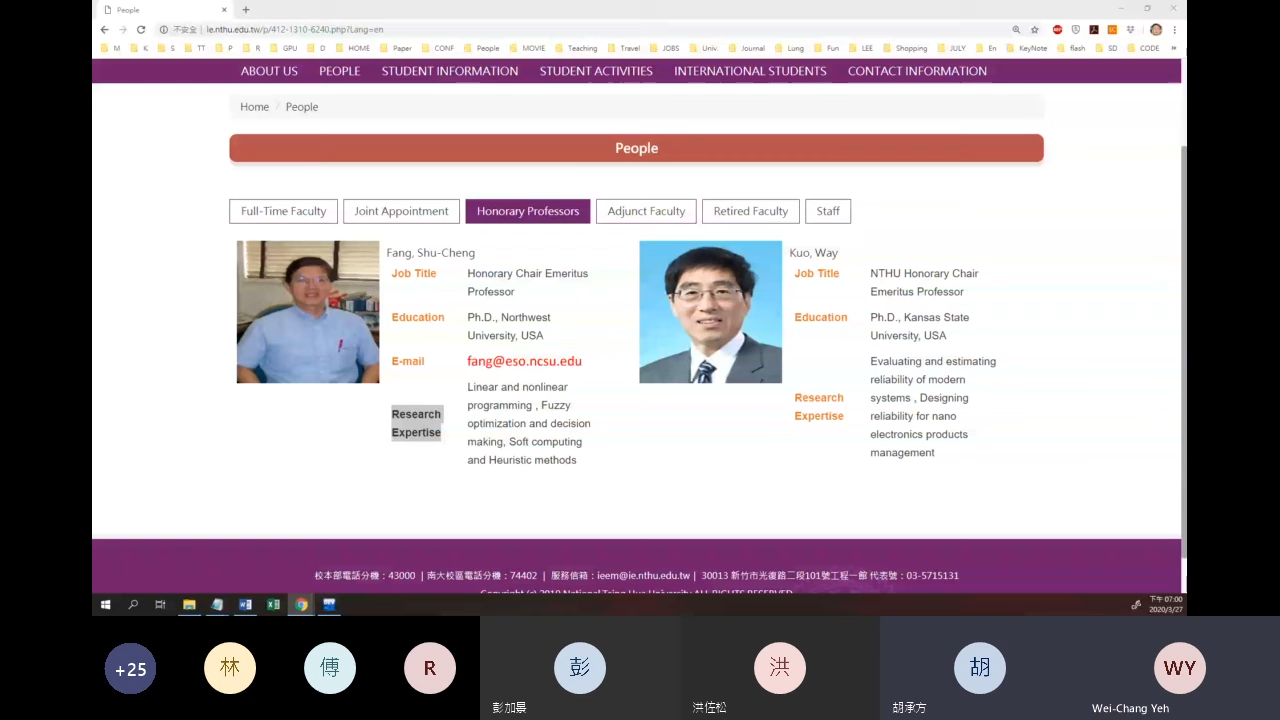 People
不安全 | ie.nthu.edu.tw/p/412-1310-6240.php?Lang=en
M K S TT P R GPU D HOME Paper CONF People MOVIE Teaching Travel JOBS Univ. Journal Lung Fun LEE Shopping JULY En KeyNote flash SD CODE »
ABOUT US PEOPLE STUDENT INFORMATION STUDENT ACTIVITIES INTERNATIONAL STUDENTS CONTACT INFORMATION
Home / People
People
Full-Time Faculty Joint Appointment Honorary Professors Adjunct Faculty Retired Faculty Staff
Fang, Shu-Cheng
Job Title Honorary Chair Emeritus
Professor
Education Ph.D., Northwest
University, USA
E-mail fang@eso.ncsu.edu
Research
Expertise
Linear and nonlinear
programming , Fuzzy
optimization and decision
making, Soft computing
and Heuristic methods
Kuo, Way
Job Title NTHU Honorary Chair
Emeritus Professor
Education Ph.D., Kansas State
University, USA
Research
Expertise
Evaluating and estimating
reliability of modern
systems , Designing
reliability for nano
electronics products
management
校本部電話分機：43000 | 南大校區電話分機：74402 | 服務信箱：ieem@ie.nthu.edu.tw | 30013 新竹市光復路二段101號工程一館 代表號：03-5715131
Copyright (c) 2019 National Tsing Hua University ALL RIGHTS RESERVED
下午 07:00
2020/3/27
+25 林 傅 R 彭 洪 胡 WY
彭加景 洪佐松 胡承方 Wei-Chang Yeh